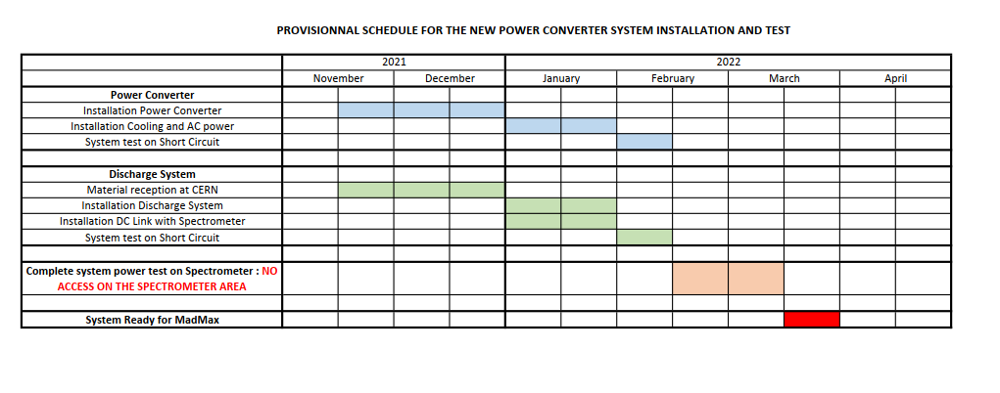 PROVISIONNAL SCHEDULE FOR THE NEW POWER CONVERTER SYSTEM INSTALLATION AND TEST
2021 2022
November December January February March April
Power Converter
Installation Power Converter
Installation Cooling and AC power
System test on Short Circuit
Discharge System
Material reception at CERN
Installation Discharge System
Installation DC Link with Spectrometer
System test on Short Circuit
Complete system power test on Spectrometer : NO
ACCESS ON THE SPECTROMETER AREA
System Ready for MadMax